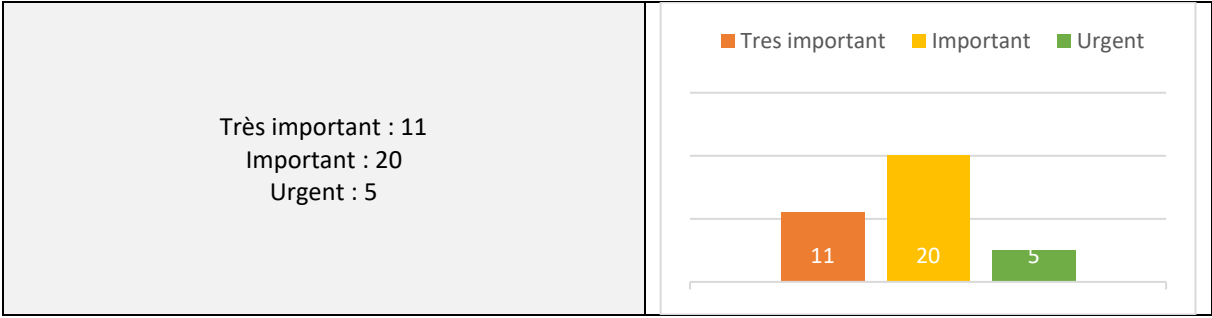 Très important : 11
Important : 20
Urgent : 5
Tres important Important Urgent
11 20 5